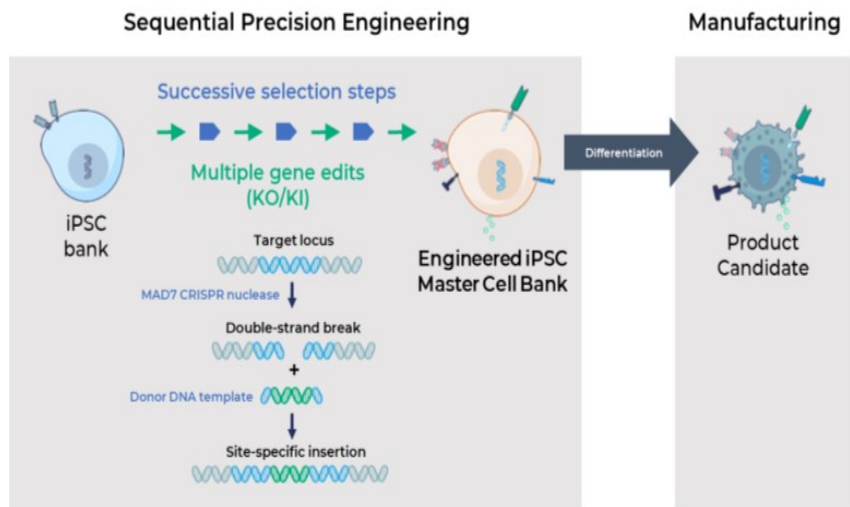 Sequential Precision Engineering
Manufacturing
Successive selection steps
Multiple gene edits
(KO/KI)
iPSC
bank
Engineered iPSC
Master Cell Bank
Differentiation
Product
Candidate
Target locus
MAD7 CRISPR nuclease
Double-strand break
+
Donor DNA template
Site-specific insertion